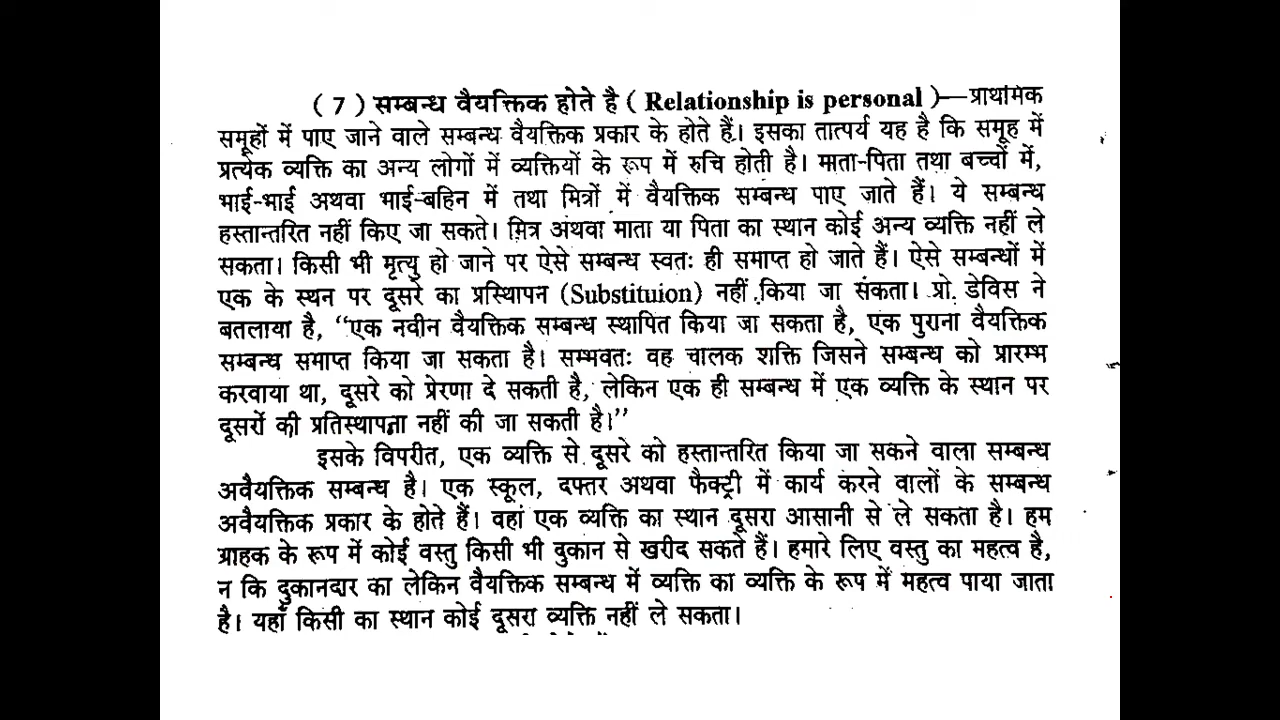 ( 7 ) सम्बन्ध वैयक्तिक होते है ( Relationship is personal )—प्राथमिक
समूहों में पाए जाने वाले सम्बन्ध वैयक्तिक प्रकार के होते हैं। इसका तात्पर्य यह है कि समूह में
प्रत्येक व्यक्ति का अन्य लोगों में व्यक्तियों के रूप में रुचि होती है। माता-पिता तथा बच्चों में,
भाई-भाई अथवा भाई-बहिन में तथा मित्रों में वैयक्तिक सम्बन्ध पाए जाते हैं। ये सम्बन्ध
हस्तान्तरित नहीं किए जा सकते। मित्र अथवा माता या पिता का स्थान कोई अन्य व्यक्ति नहीं ले
सकता। किसी भी मृत्यु हो जाने पर ऐसे सम्बन्ध स्वतः ही समाप्त हो जाते हैं। ऐसे सम्बन्धों में
एक के स्थन पर दूसरे का प्रस्थिापन (Substituion) नहीं किया जा सकता। प्रो. डेविस ने
बतलाया है, “एक नवीन वैयक्तिक सम्बन्ध स्थापित किया जा सकता है, एक पुराना वैयक्तिक
सम्बन्ध समाप्त किया जा सकता है। सम्भवतः वह चालक शक्ति जिसने सम्बन्ध को प्रारम्भ
करवाया था, दूसरे को प्रेरणा दे सकती है, लेकिन एक ही सम्बन्ध में एक व्यक्ति के स्थान पर
दूसरों की प्रतिस्थापना नहीं की जा सकती है।”
इसके विपरीत, एक व्यक्ति से दूसरे को हस्तान्तरित किया जा सकने वाला सम्बन्ध
अवैयक्तिक सम्बन्ध है। एक स्कूल, दफ्तर अथवा फैक्ट्री में कार्य करने वालों के सम्बन्ध
अवैयक्तिक प्रकार के होते हैं। वहां एक व्यक्ति का स्थान दूसरा आसानी से ले सकता है। हम
ग्राहक के रूप में कोई वस्तु किसी भी दुकान से खरीद सकते हैं। हमारे लिए वस्तु का महत्व है,
न कि दुकानदार का लेकिन वैयक्तिक सम्बन्ध में व्यक्ति का व्यक्ति के रूप में महत्व पाया जाता
है। यहाँ किसी का स्थान कोई दूसरा व्यक्ति नहीं ले सकता।